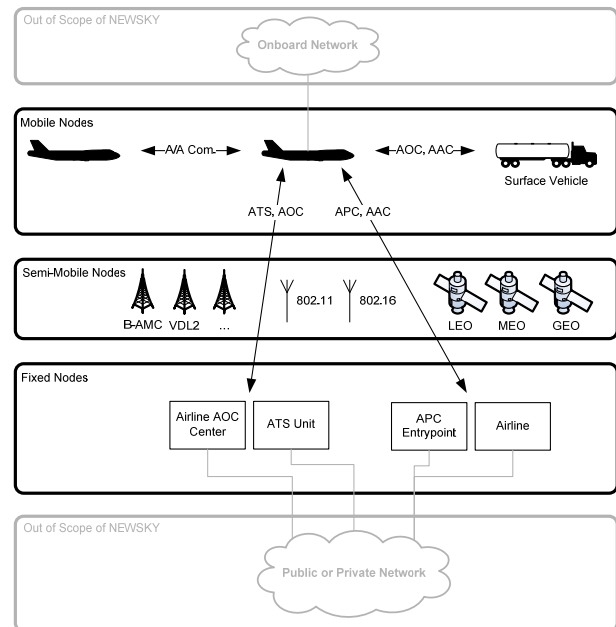 Out of Scope of NEWSKY
Onboard Network
Mobile Nodes
A/A Com.
AOC, AAC
Surface Vehicle
ATS, AOC
APC, AAC
Semi-Mobile Nodes
802.11
802.16
B-AMC
VDL2
...
LEO
MEO
GEO
Fixed Nodes
Airline AOC
Center
ATS Unit
APC
Entrypoint
Airline
Out of Scope of NEWSKY
Public or Private Network